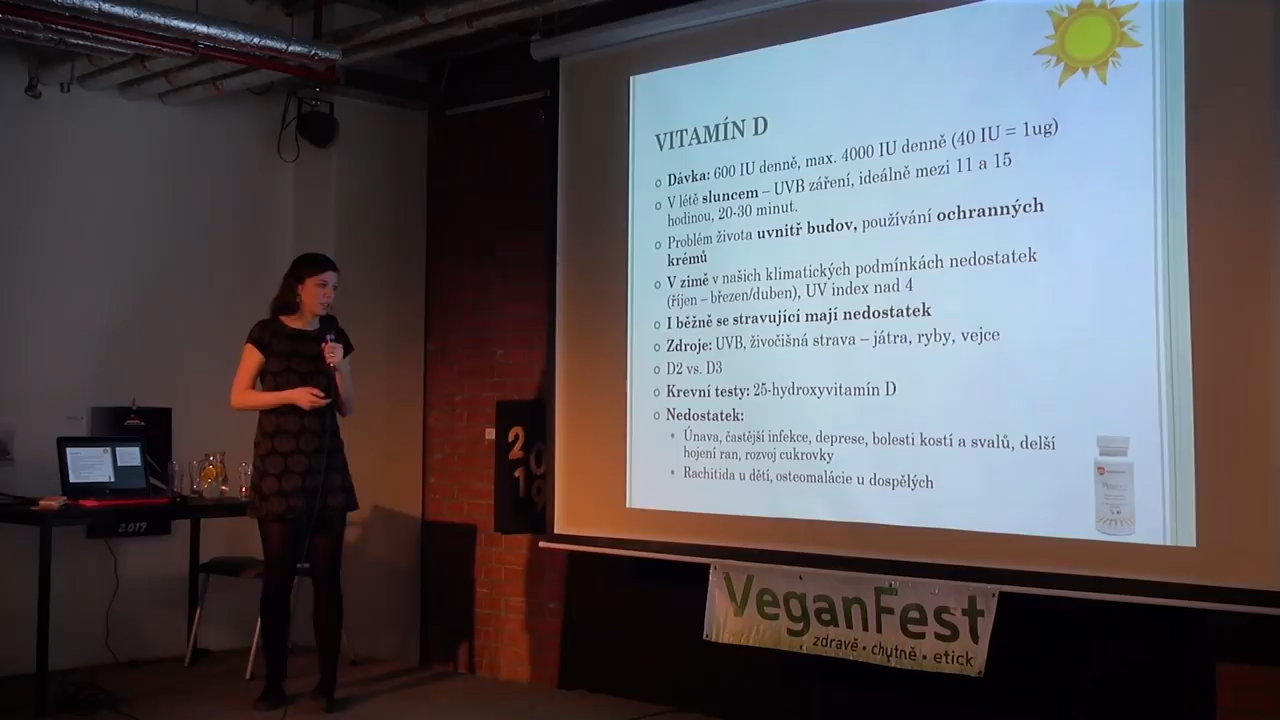 VITAMÍN D
Dávka: 600 IU denně, max. 4000 IU denně (40 IU = 1ug)
V létě sluncem – UVB záření, ideálně mezi 11 a 15
hodinou, 20-30 minut.
Problém života uvnitř budov, používání ochranných
krémů
V zimě v našich klimatických podmínkách nedostatek
(říjen – březen/duben), UV index nad 4
I běžně se stravující mají nedostatek
Zdroje: UVB, živočišná strava – játra, ryby, vejce
D2 vs. D3
Krevní testy: 25-hydroxyvitamín D
Nedostatek:
Únava, častější infekce, deprese, bolesti kostí a svalů, delší
hojení ran, rozvoj cukrovky
Rachitida u dětí, osteomalácie u dospělých
2019
2019
VeganFest
zdravě • chutně • etick